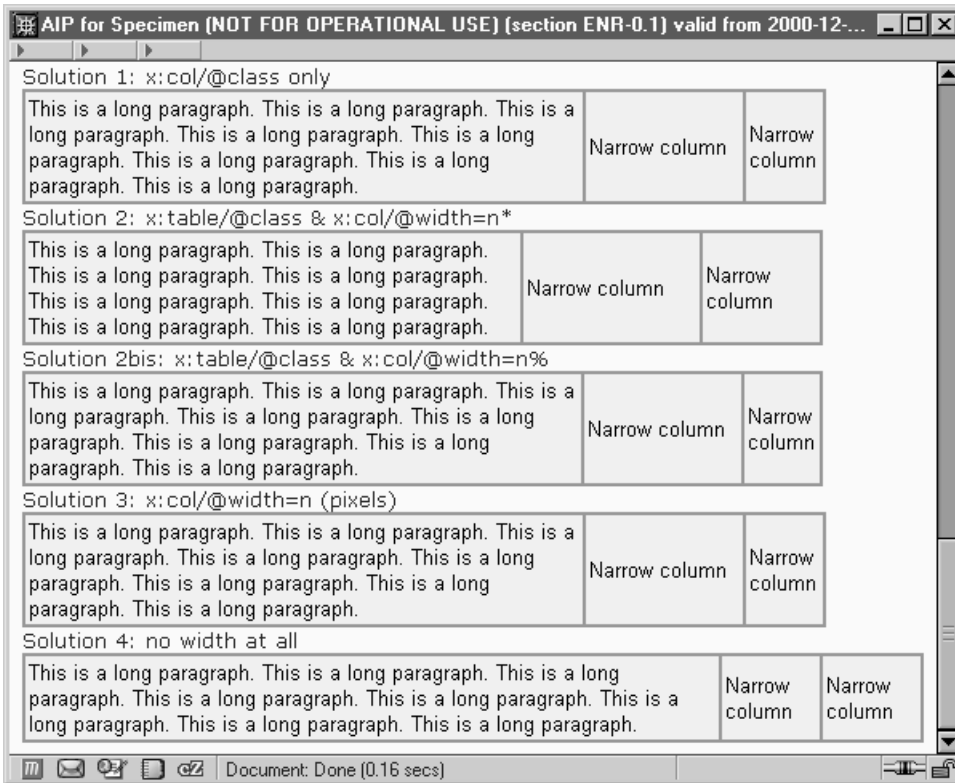 AIP for Specimen (NOT FOR OPERATIONAL USE) (section ENR-0.1) valid from 2000-12-...
Solution 1: x:col/@class only
This is a long paragraph. This is a long paragraph. This is a
long paragraph. This is a long paragraph. This is a long
paragraph. This is a long paragraph. This is a long
paragraph. This is a long paragraph.
Narrow column
Narrow
column
Solution 2: x:table/@class & x:col/@width=n*
This is a long paragraph. This is a long paragraph.
This is a long paragraph. This is a long paragraph.
This is a long paragraph. This is a long paragraph.
This is a long paragraph. This is a long paragraph.
Narrow column
Narrow
column
Solution 2bis: x:table/@class & x:col/@width=n%
This is a long paragraph. This is a long paragraph. This is a
long paragraph. This is a long paragraph. This is a long
paragraph. This is a long paragraph. This is a long
paragraph. This is a long paragraph.
Narrow column
Narrow
column
Solution 3: x:col/@width=n (pixels)
This is a long paragraph. This is a long paragraph. This is a
long paragraph. This is a long paragraph. This is a long
paragraph. This is a long paragraph. This is a long
paragraph. This is a long paragraph.
Narrow column
Narrow
column
Solution 4: no width at all
This is a long paragraph. This is a long paragraph. This is a long
paragraph. This is a long paragraph. This is a long paragraph. This is a
long paragraph. This is a long paragraph. This is a long paragraph.
Narrow
column
Narrow
column
Document: Done (0.16 secs)